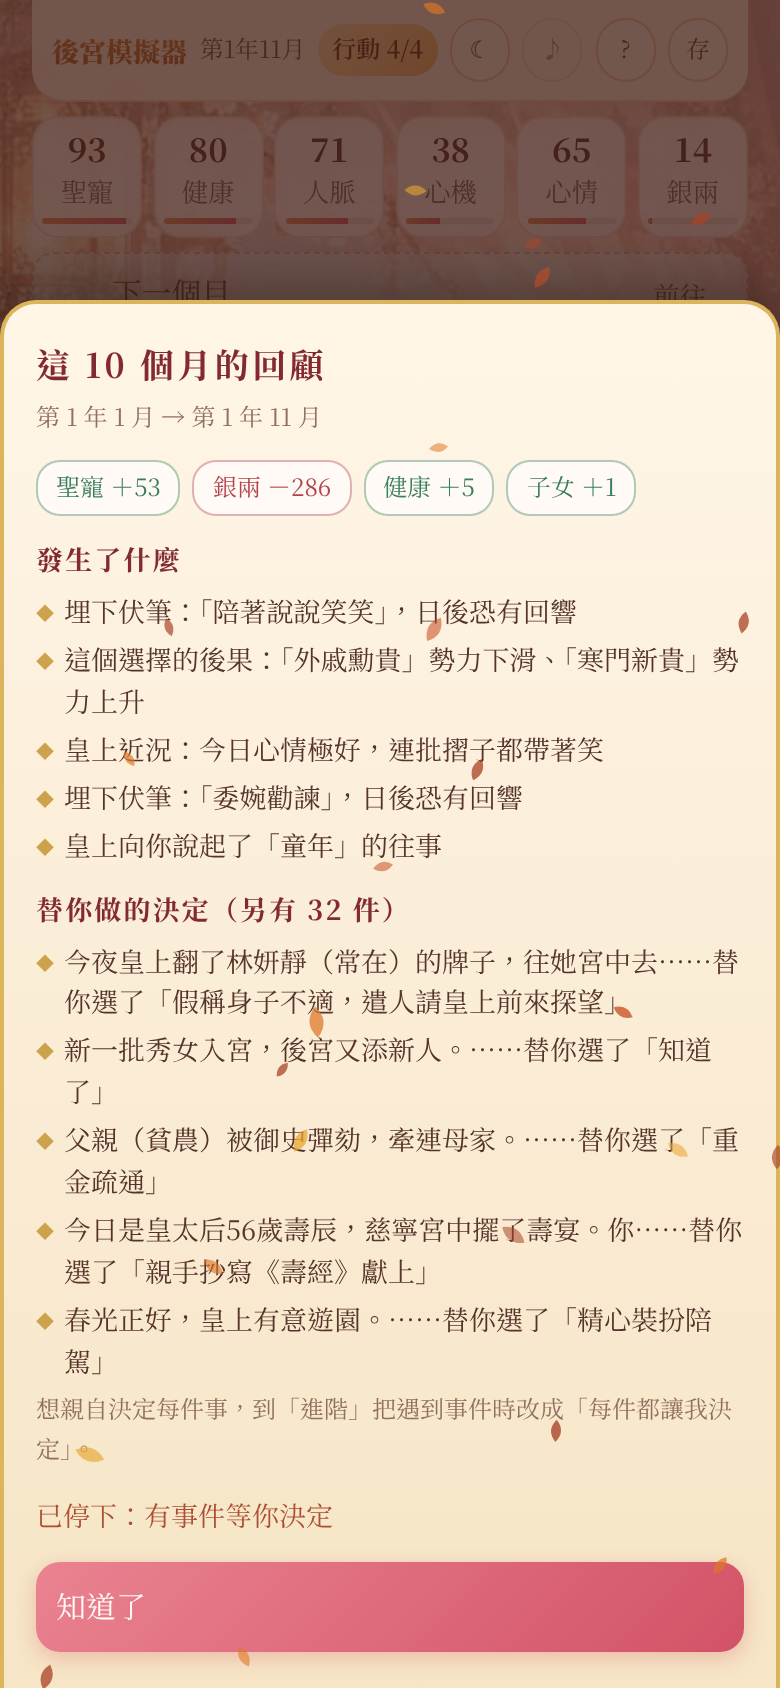 後宮模擬器 第1年11月 行動 4/4 ☾ ♪ ? 存
93 80 71 38 65 14
聖寵 健康 人脈 心機 心情 銀兩
下一個月 前往
這 10 個月的回顧
第 1 年 1 月 → 第 1 年 11 月
聖寵 +53 銀兩 −286 健康 +5 子女 +1
發生了什麼
◆ 埋下伏筆：「陪著說說笑笑」，日後恐有回響
◆ 這個選擇的後果：「外戚勳貴」勢力下滑、「寒門新貴」勢
力上升
◆ 皇上近況：今日心情極好，連批摺子都帶著笑
◆ 埋下伏筆：「委婉勸諫」，日後恐有回響
◆ 皇上向你說起了「童年」的往事
替你做的決定（另有 32 件）
◆ 今夜皇上翻了林妍靜（常在）的牌子，往她宮中去⋯⋯替
你選了「假稱身子不適，遣人請皇上前來探望」
◆ 新一批秀女入宮，後宮又添新人。⋯⋯替你選了「知道
了」
◆ 父親（貧農）被御史彈劾，牽連母家。⋯⋯替你選了「重
金疏通」
◆ 今日是皇太后56歲壽辰，慈寧宮中擺了壽宴。你⋯⋯替你
選了「親手抄寫《壽經》獻上」
◆ 春光正好，皇上有意遊園。⋯⋯替你選了「精心裝扮陪
駕」
想親自決定每件事，到「進階」把遇到事件時改成「每件都讓我決
定」。
已停下：有事件等你決定
知道了